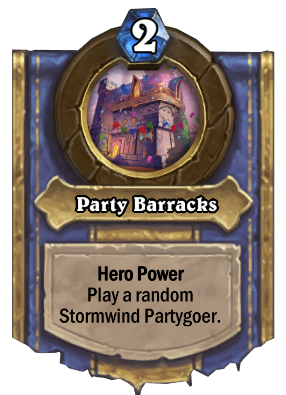 2
Party Barracks
Hero Power
Play a random
Stormwind Partygoer.